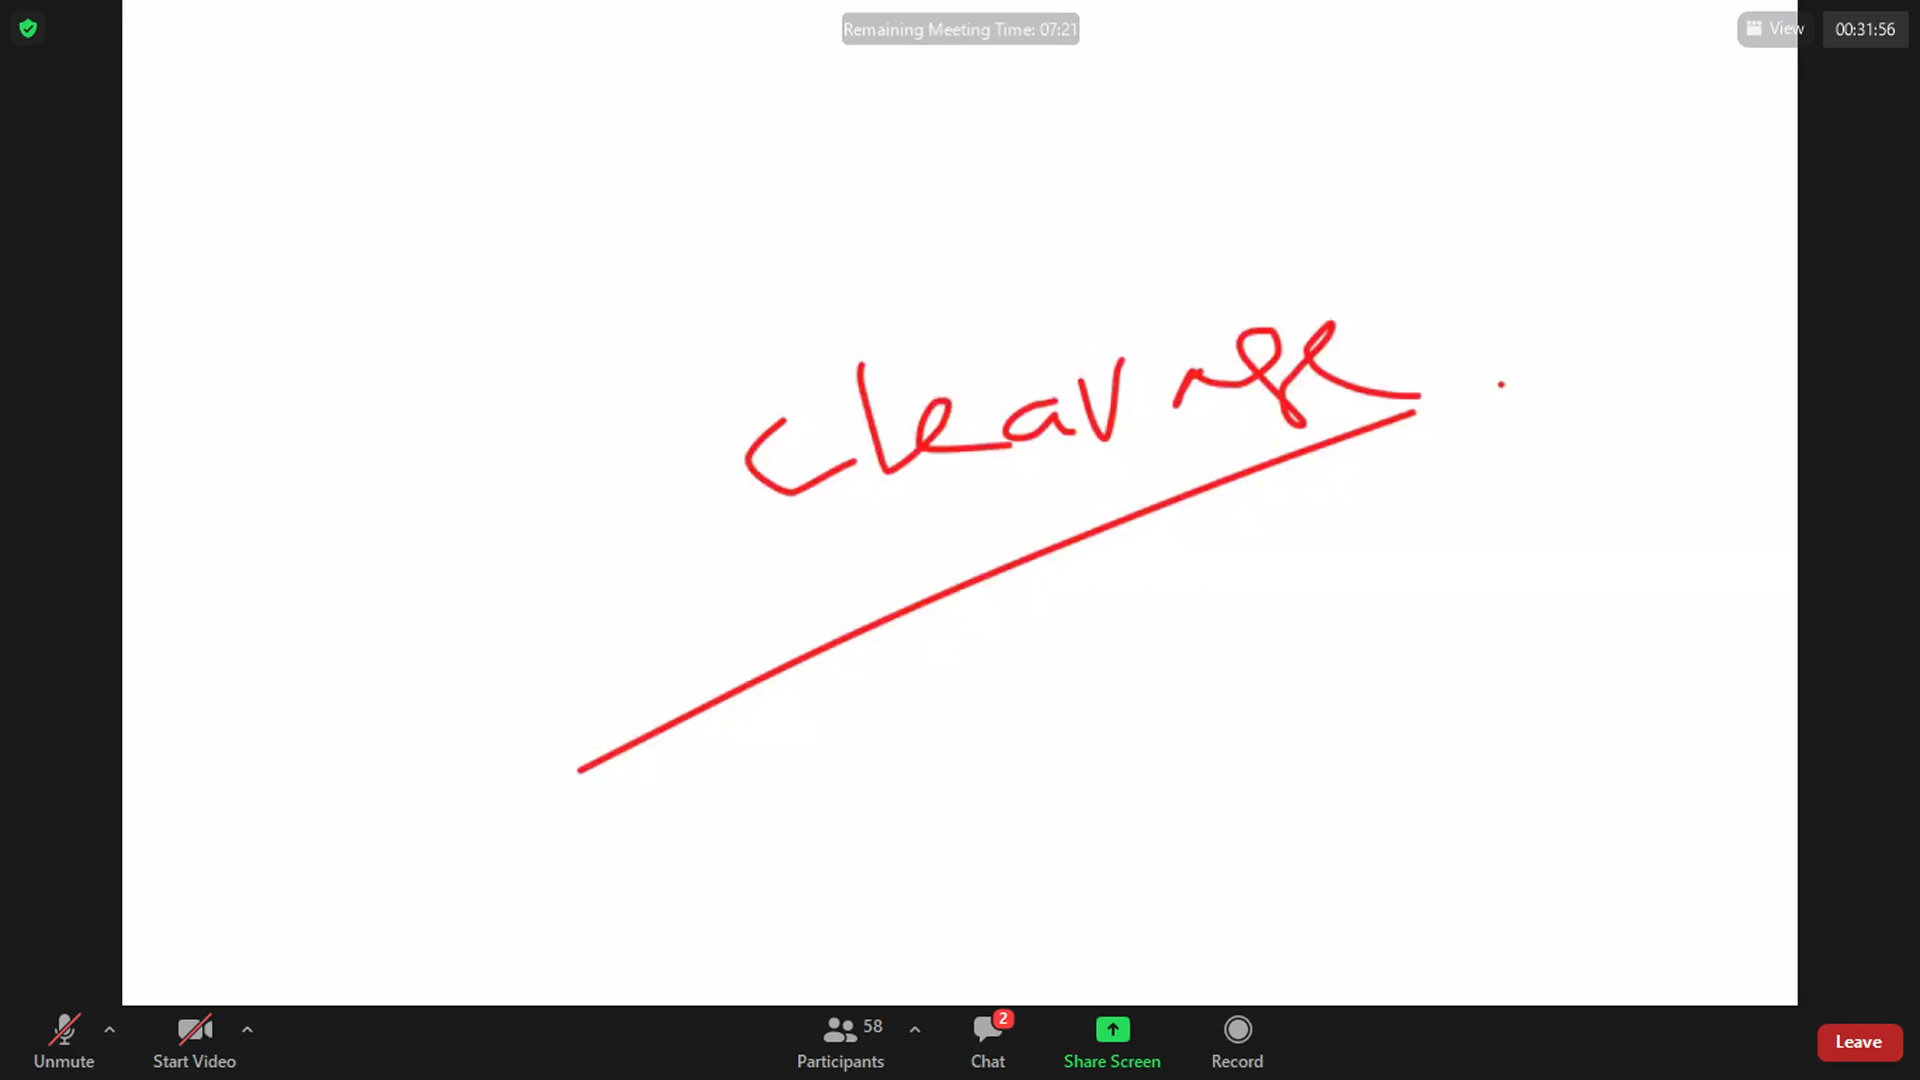 Remaining Meeting Time: 07:21
View
00:31:56
cleavage
Unmute
Start Video
58
Participants
2
Chat
Share Screen
Record
Leave